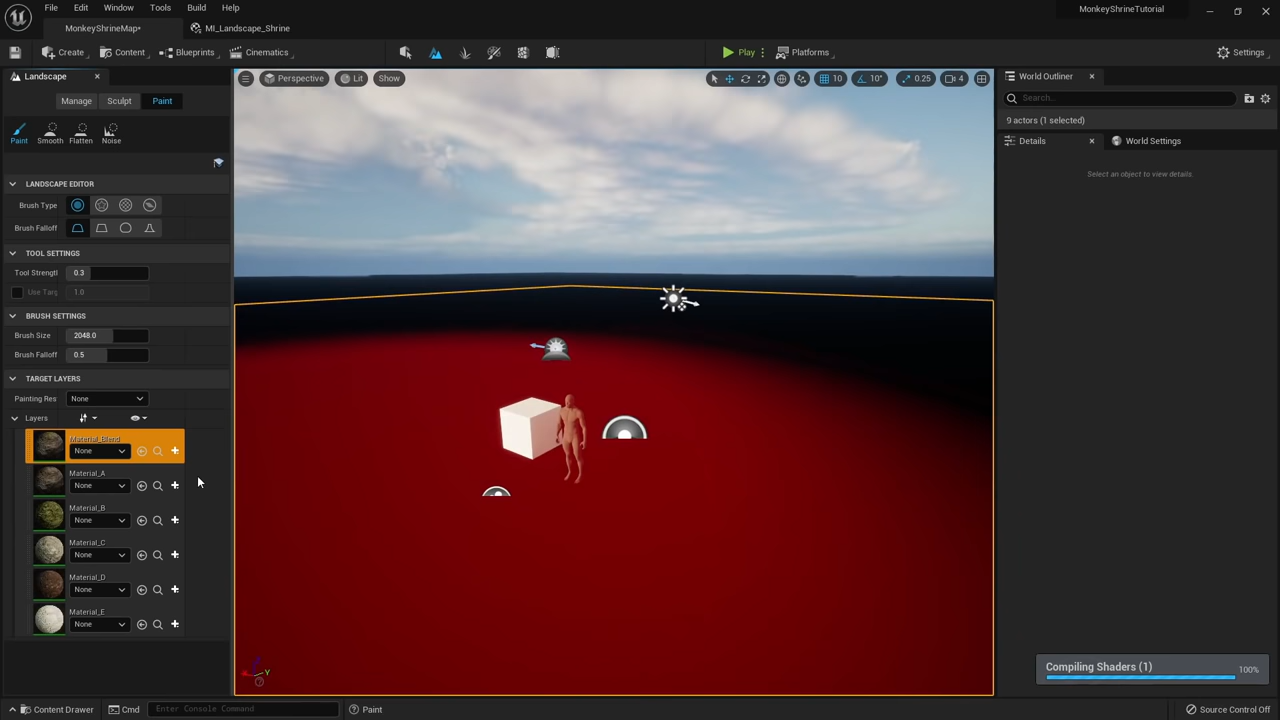 File Edit Window Tools Build Help
MonkeyShrineTutorial
MonkeyShrineMap*
MI_Landscape_Shrine
Create Content Blueprints Cinematics Play Platforms Settings
Landscape
Manage Sculpt Paint
Paint Smooth Flatten Noise
LANDSCAPE EDITOR
Brush Type
Brush Falloff
TOOL SETTINGS
Tool Strengtl 0.3
Use Targ 1.0
BRUSH SETTINGS
Brush Size 2048.0
Brush Falloff 0.5
TARGET LAYERS
Painting Res None
Layers
Material_Blend
None
Material_A
None
Material_B
None
Material_C
None
Material_D
None
Material_E
None
Perspective Lit Show
10 10° 0.25 4
Y
World Outliner
Search...
9 actors (1 selected)
Details World Settings
Select an object to view details.
Compiling Shaders (1) 100%
Content Drawer Cmd Enter Console Command Paint Source Control Off